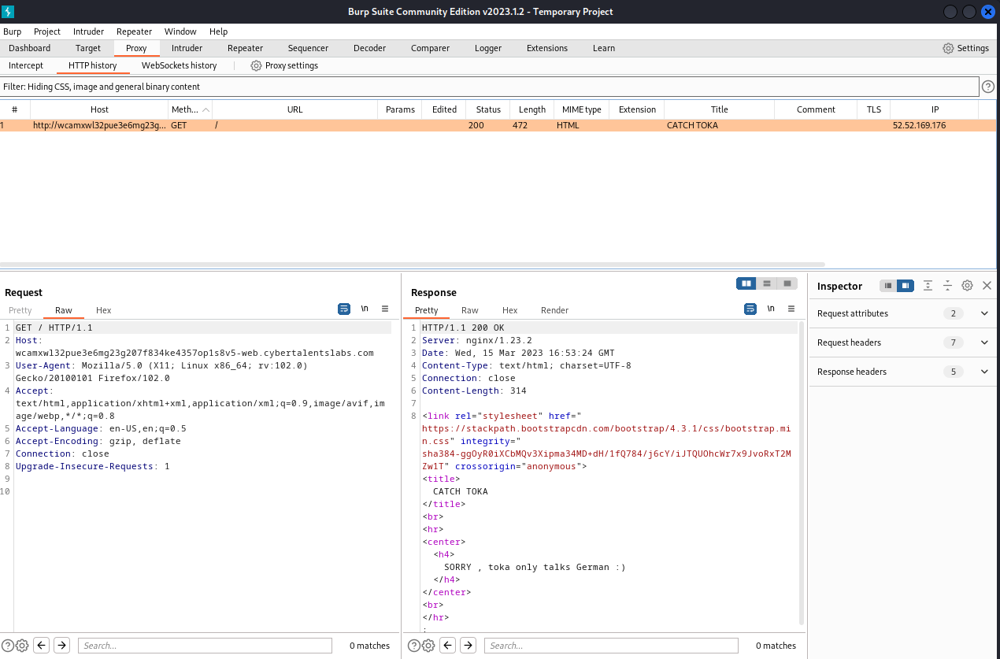 Burp Suite Community Edition v2023.1.2 - Temporary Project
Burp Project Intruder Repeater Window Help
Dashboard Target Proxy Intruder Repeater Sequencer Decoder Comparer Logger Extensions Learn Settings
Intercept HTTP history WebSockets history Proxy settings
Filter: Hiding CSS, image and general binary content
# Host Meth... URL Params Edited Status Length MIME type Extension Title Comment TLS IP
1 http://wcamxwl32pue3e6mg23g... GET / 200 472 HTML CATCH TOKA 52.52.169.176
Request
Pretty Raw Hex \n
1 GET / HTTP/1.1
2 Host:
wcamxwl32pue3e6mg23g207f834ke4357op1s8v5-web.cybertalentslabs.com
3 User-Agent: Mozilla/5.0 (X11; Linux x86_64; rv:102.0)
Gecko/20100101 Firefox/102.0
4 Accept:
text/html,application/xhtml+xml,application/xml;q=0.9,image/avif,im
age/webp,*/*;q=0.8
5 Accept-Language: en-US,en;q=0.5
6 Accept-Encoding: gzip, deflate
7 Connection: close
8 Upgrade-Insecure-Requests: 1
9
10
Search... 0 matches
Response
Pretty Raw Hex Render \n
1 HTTP/1.1 200 OK
2 Server: nginx/1.23.2
3 Date: Wed, 15 Mar 2023 16:53:24 GMT
4 Content-Type: text/html; charset=UTF-8
5 Connection: close
6 Content-Length: 314
7
8 <link rel="stylesheet" href="
https://stackpath.bootstrapcdn.com/bootstrap/4.3.1/css/bootstrap.mi
n.css" integrity="
sha384-ggOyR0iXCbMQv3Xipma34MD+dH/1fQ784/j6cY/iJTQUOhcWr7x9JvoRxT2M
Zw1T" crossorigin="anonymous">
<title>
CATCH TOKA
</title>
<br>
<hr>
<center>
<h4>
SORRY , toka only talks German :)
</h4>
</center>
<br>
</hr>
Search... 0 matches
Inspector
Request attributes 2
Request headers 7
Response headers 5